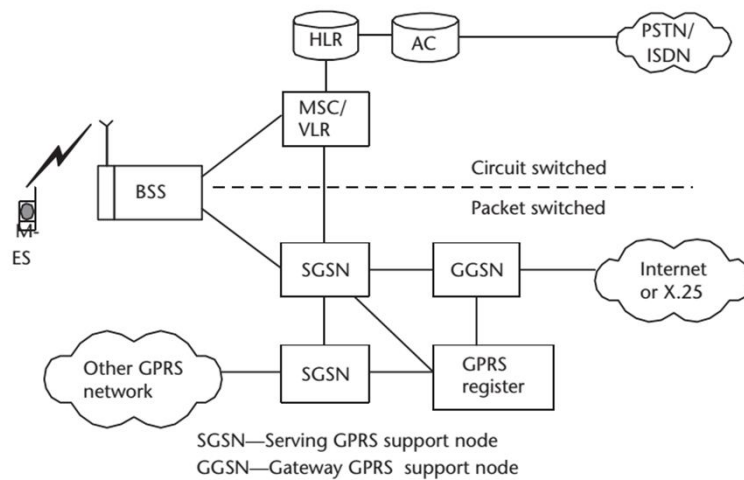 HLR
AC
PSTN/
ISDN
MSC/
VLR
Circuit switched
BSS
Packet switched
M-
ES
SGSN
GGSN
Internet
or X.25
Other GPRS
network
SGSN
GPRS
register
SGSN—Serving GPRS support node
GGSN—Gateway GPRS support node